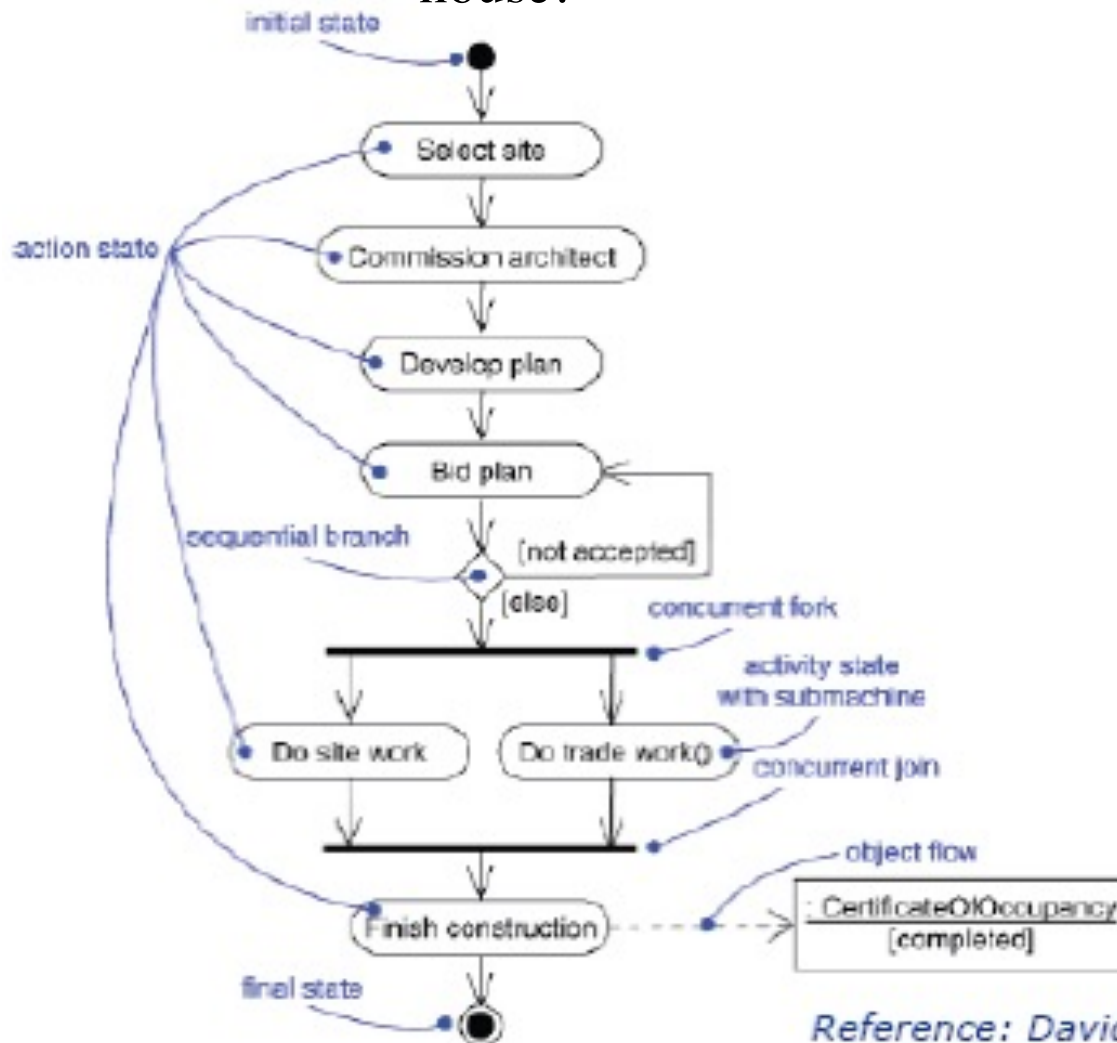 house?
initial state
Select site
action state
Commission architect
Develop plan
Bid plan
sequential branch
[not accepted]
[else]
concurrent fork
activity state
with submachine
Do site work
Do trade work()
concurrent join
object flow
: CertificateOfOccupancy
[completed]
Finish construction
final state
Reference: David